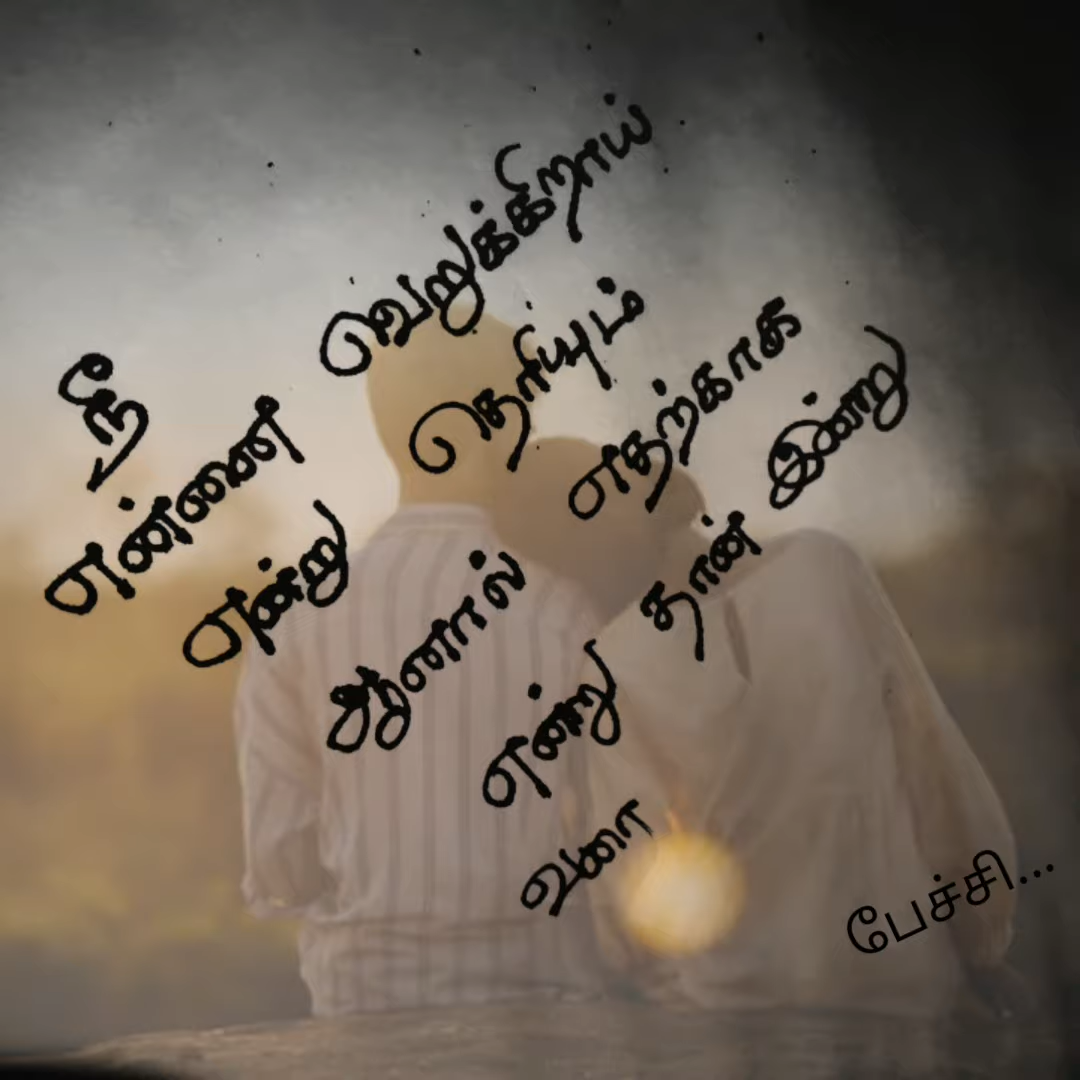 நீ
என்னை வெறுக்கிறாய்
என்று தெரியும்
ஆனால் எதற்காக
என்று தான் இன்று
வரை
பேச்சி...